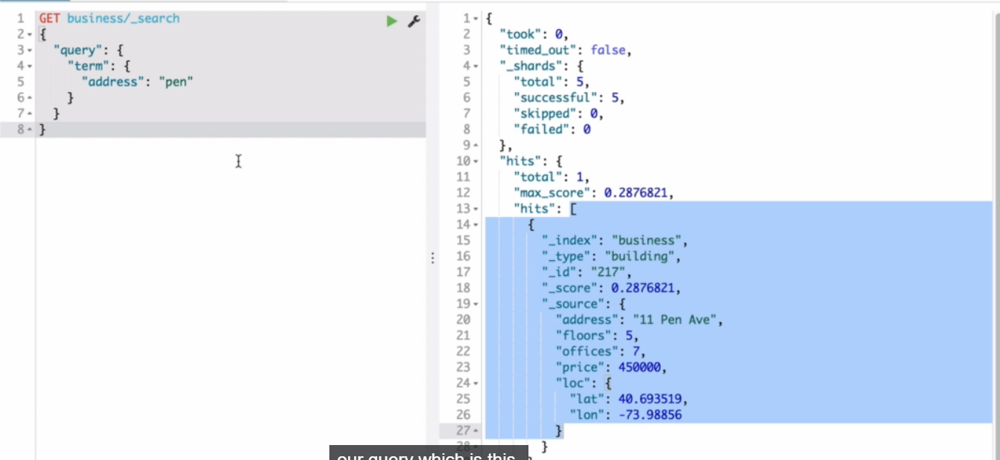 1 GET business/_search
2 {
3 "query": {
4 "term": {
5 "address": "pen"
6 }
7 }
8 }
1 {
2 "took": 0,
3 "timed_out": false,
4 "_shards": {
5 "total": 5,
6 "successful": 5,
7 "skipped": 0,
8 "failed": 0
9 },
10 "hits": {
11 "total": 1,
12 "max_score": 0.2876821,
13 "hits": [
14 {
15 "_index": "business",
16 "_type": "building",
17 "_id": "217",
18 "_score": 0.2876821,
19 "_source": {
20 "address": "11 Pen Ave",
21 "floors": 5,
22 "offices": 7,
23 "price": 450000,
24 "loc": {
25 "lat": 40.693519,
26 "lon": -73.98856
27 }
28 }
our query which is this